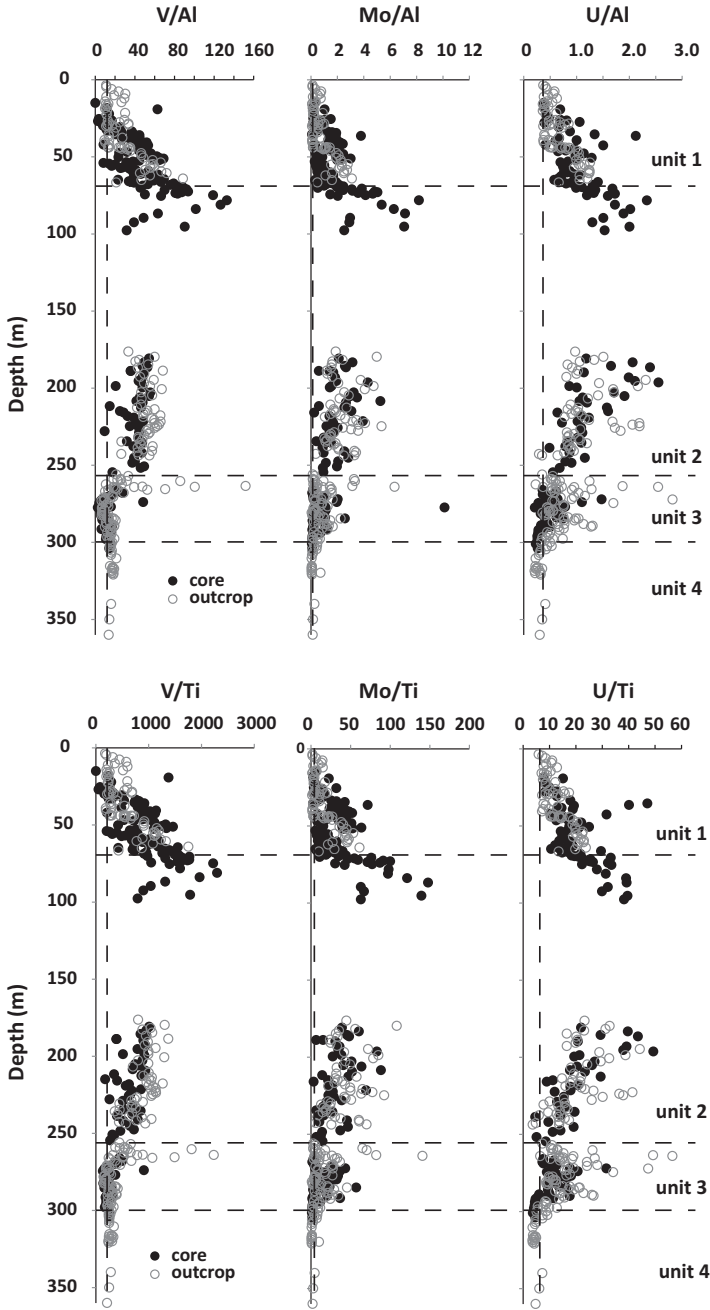 V/Al Mo/Al U/Al
0 40 80 120 160 0 2 4 6 8 10 12 0 1.0 2.0 3.0
0
50
100
150
200
250
300
350
Depth (m)
unit 1
unit 2
unit 3
unit 4
core
outcrop
V/Ti Mo/Ti U/Ti
0 1000 2000 3000 0 50 100 150 200 0 10 20 30 40 50 60
0 0
50
100
150
200
250
300
350
Depth (m)
unit 1
unit 2
unit 3
unit 4
core
outcrop